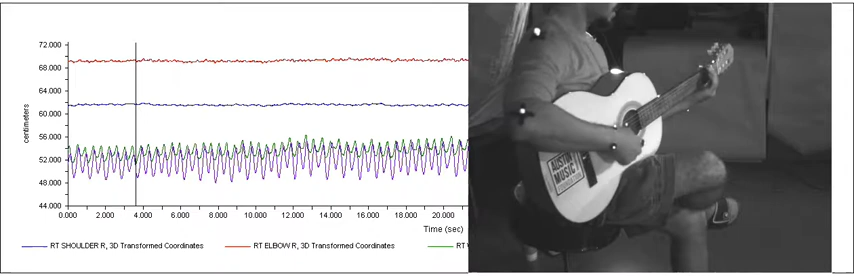 72.000
68.000
64.000
60.000
56.000
52.000
48.000
44.000
centimeters
0.000 2.000 4.000 6.000 8.000 10.000 12.000 14.000 16.000 18.000 20.000
Time (sec)
RT SHOULDER R, 3D Transformed Coordinates RT ELBOW R, 3D Transformed Coordinates RT
AUSTIN
MUSIC